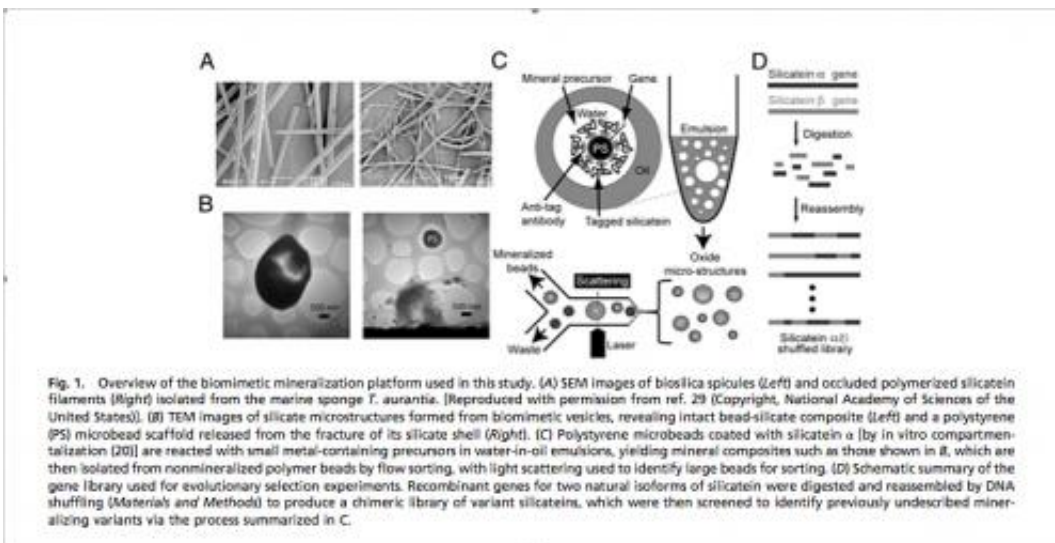 A
B
C
D
Mineral precursor
Gene
Water
PS
Oil
Anti-tag
antibody
Tagged silicatein
Emulsion
Oxide
micro-structures
Mineralized
beads
Scattering
Waste
Laser
Silicatein α gene
Silicatein β gene
Digestion
Reassembly
shuffled library
PS
500 nm
Fig. 1. Overview of the biomimetic mineralization platform used in this study. (A) SEM images of biosilica spicules (Left) and occluded polymerized silicatein
filaments (Right) isolated from the marine sponge T. aurantia. [Reproduced with permission from ref. 29 (Copyright, National Academy of Sciences of the
United States)]. (B) TEM images of silicate microstructures formed from biomimetic vesicles, revealing intact bead-silicate composite (Left) and a polystyrene
(PS) microbead scaffold released from the fracture of its silicate shell (Right). (C) Polystyrene microbeads coated with silicatein α [by in vitro compartmen-
talization (20)] are reacted with small metal-containing precursors in water-in-oil emulsions, yielding mineral composites such as those shown in B, which are
then isolated from nonmineralized polymer beads by flow sorting, with light scattering used to identify large beads for sorting. (D) Schematic summary of the
gene library used for evolutionary selection experiments. Recombinant genes for two natural isoforms of silicatein were digested and reassembled by DNA
shuffling (Materials and Methods) to produce a chimeric library of variant silicateins, which were then screened to identify previously undescribed miner-
alizing variants via the process summarized in C.